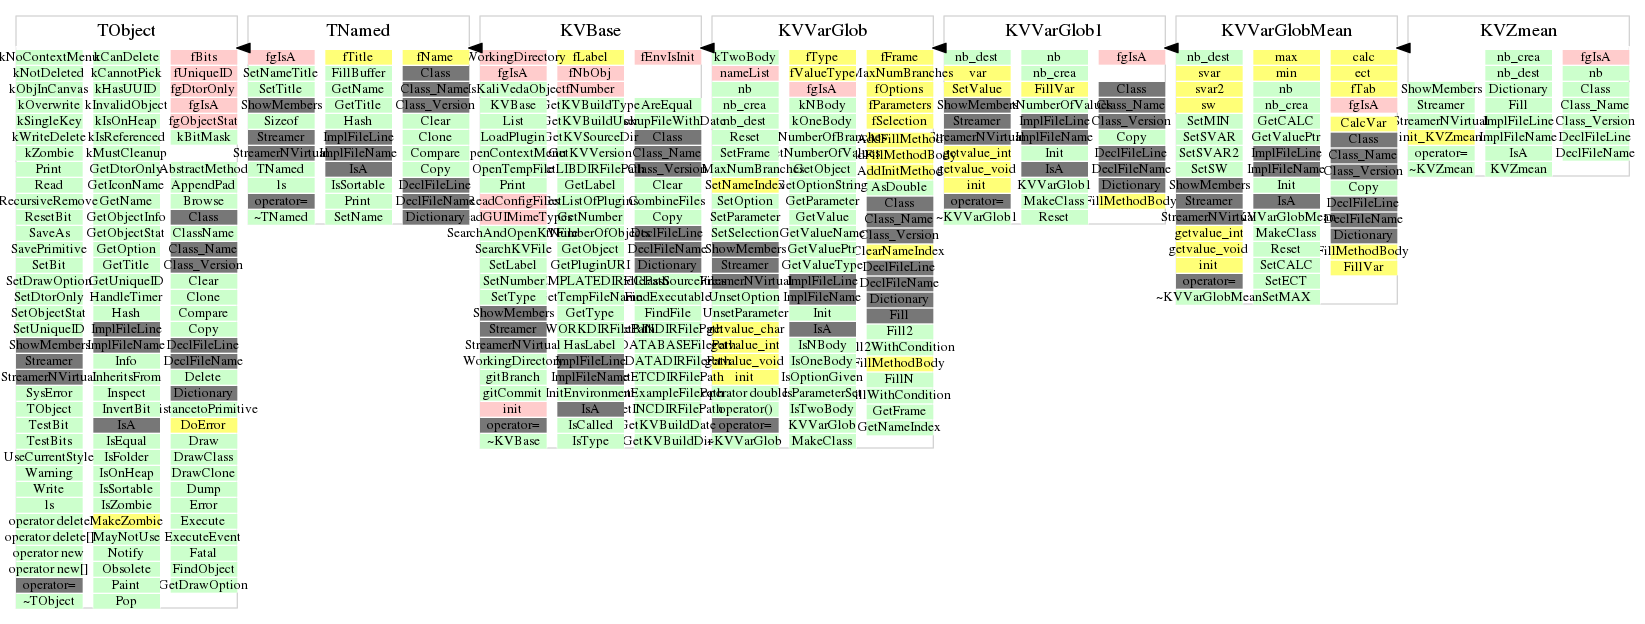 TObject
kNoContextMenu
kNotDeleted
kObjInCanvas
kOverwrite
kSingleKey
kWriteDelete
kZombie
Print
Read
RecursiveRemove
ResetBit
SaveAs
SavePrimitive
SetBit
SetDrawOption
SetDtorOnly
SetObjectStat
SetUniqueID
ShowMembers
Streamer
StreamerNVirtual
SysError
TObject
TestBit
TestBits
UseCurrentStyle
Warning
Write
ls
operator delete
operator delete[]
operator new
operator new[]
operator=
~TObject
kCanDelete
kCannotPick
kHasUUID
kInvalidObject
kIsOnHeap
kIsReferenced
kMustCleanup
GetDtorOnly
GetIconName
GetName
GetObjectInfo
GetObjectStat
GetOption
GetTitle
GetUniqueID
HandleTimer
Hash
ImplFileLine
ImplFileName
Info
InheritsFrom
Inspect
InvertBit
IsA
IsEqual
IsFolder
IsOnHeap
IsSortable
IsZombie
MakeZombie
MayNotUse
Notify
Obsolete
Paint
Pop
fBits
fUniqueID
fgDtorOnly
fgIsA
fgObjectStat
kBitMask
AbstractMethod
AppendPad
Browse
Class
ClassName
Class_Name
Class_Version
Clear
Clone
Compare
Copy
DeclFileLine
DeclFileName
Delete
Dictionary
DistancetoPrimitive
DoError
Draw
DrawClass
DrawClone
Dump
Error
Execute
ExecuteEvent
Fatal
FindObject
GetDrawOption
TNamed
fgIsA
SetNameTitle
SetTitle
ShowMembers
Sizeof
Streamer
StreamerNVirtual
TNamed
ls
operator=
~TNamed
fTitle
FillBuffer
GetName
GetTitle
Hash
ImplFileLine
ImplFileName
IsA
IsSortable
Print
SetName
fName
Class
Class_Name
Class_Version
Clear
Clone
Compare
Copy
DeclFileLine
DeclFileName
Dictionary
KVBase
WorkingDirectory
fgIsA
IsKaliVedaObject
KVBase
List
LoadPlugin
OpenContextMenu
OpenTempFile
Print
ReadConfigFiles
ReadGUIMimeTypes
SearchAndOpenKVFile
SearchKVFile
SetLabel
SetNumber
SetType
ShowMembers
Streamer
StreamerNVirtual
WorkingDirectory
gitBranch
gitCommit
init
operator=
~KVBase
fLabel
fNbObj
fNumber
GetKVBuildType
GetKVBuildUser
GetKVSourceDir
GetKVVersion
GetLIBDIRFilePath
GetLabel
GetListOfPlugins
GetNumber
GetNumberOfObjects
GetObject
GetPluginURI
GetTempFileName
GetType
GetWORKDIRFilePath
HasLabel
ImplFileLine
ImplFileName
InitEnvironment
IsA
IsCalled
IsType
fEnvIsInit
AreEqual
BackupFileWithDate
Class
Class_Name
Class_Version
Clear
CombineFiles
Copy
DeclFileLine
DeclFileName
Dictionary
FindExecutable
FindFile
GetDATABASEFilePath
GetDATADIRFilePath
GetETCDIRFilePath
GetExampleFilePath
GetINCDIRFilePath
GetKVBuildDate
GetKVBuildDir
KVVarGlob
kTwoBody
nameList
nb
nb_crea
nb_dest
Reset
SetFrame
SetMaxNumBranches
SetNameIndex
SetOption
SetParameter
SetSelection
ShowMembers
Streamer
StreamerNVirtual
UnsetOption
UnsetParameter
getvalue_char
getvalue_int
getvalue_void
init
operator double
operator()
operator=
~KVVarGlob
fType
fValueType
fgIsA
kNBody
kOneBody
GetNumberOfBranches
GetNumberOfValues
GetObject
GetOptionString
GetParameter
GetValue
GetValueName
GetValuePtr
GetValueType
ImplFileLine
ImplFileName
Init
IsA
IsNBody
IsOneBody
IsOptionGiven
IsParameterSet
IsTwoBody
KVVarGlob
MakeClass
fFrame
fMaxNumBranches
fOptions
fParameters
fSelection
AddFillMethod
AddFillMethodBody
AddInitMethod
AsDouble
Class
Class_Name
Class_Version
ClearNameIndex
DeclFileLine
DeclFileName
Dictionary
Fill
Fill2
Fill2WithCondition
FillMethodBody
FillN
FillWithCondition
GetFrame
GetNameIndex
KVVarGlob1
nb_dest
var
SetValue
ShowMembers
Streamer
StreamerNVirtual
getvalue_int
getvalue_void
init
operator=
~KVVarGlob1
nb
nb_crea
FillVar
GetNumberOfValues
ImplFileLine
ImplFileName
Init
IsA
KVVarGlob1
MakeClass
Reset
fgIsA
Class
Class_Name
Class_Version
Copy
DeclFileLine
DeclFileName
Dictionary
FillMethodBody
KVVarGlobMean
nb_dest
svar
svar2
sw
SetMIN
SetSVAR
SetSVAR2
SetSW
ShowMembers
Streamer
StreamerNVirtual
getvalue_int
getvalue_void
init
operator=
~KVVarGlobMean
max
min
nb
nb_crea
GetCALC
GetValuePtr
ImplFileLine
ImplFileName
Init
IsA
KVVarGlobMean
MakeClass
Reset
SetCALC
SetECT
SetMAX
calc
ect
fTab
fgIsA
CalcVar
Class
Class_Name
Class_Version
Copy
DeclFileLine
DeclFileName
Dictionary
FillMethodBody
FillVar
KVZmean
ShowMembers
Streamer
StreamerNVirtual
init_KVZmean
operator=
~KVZmean
nb_crea
nb_dest
Dictionary
Fill
ImplFileLine
ImplFileName
IsA
KVZmean
fgIsA
nb
Class
Class_Name
Class_Version
DeclFileLine
DeclFileName